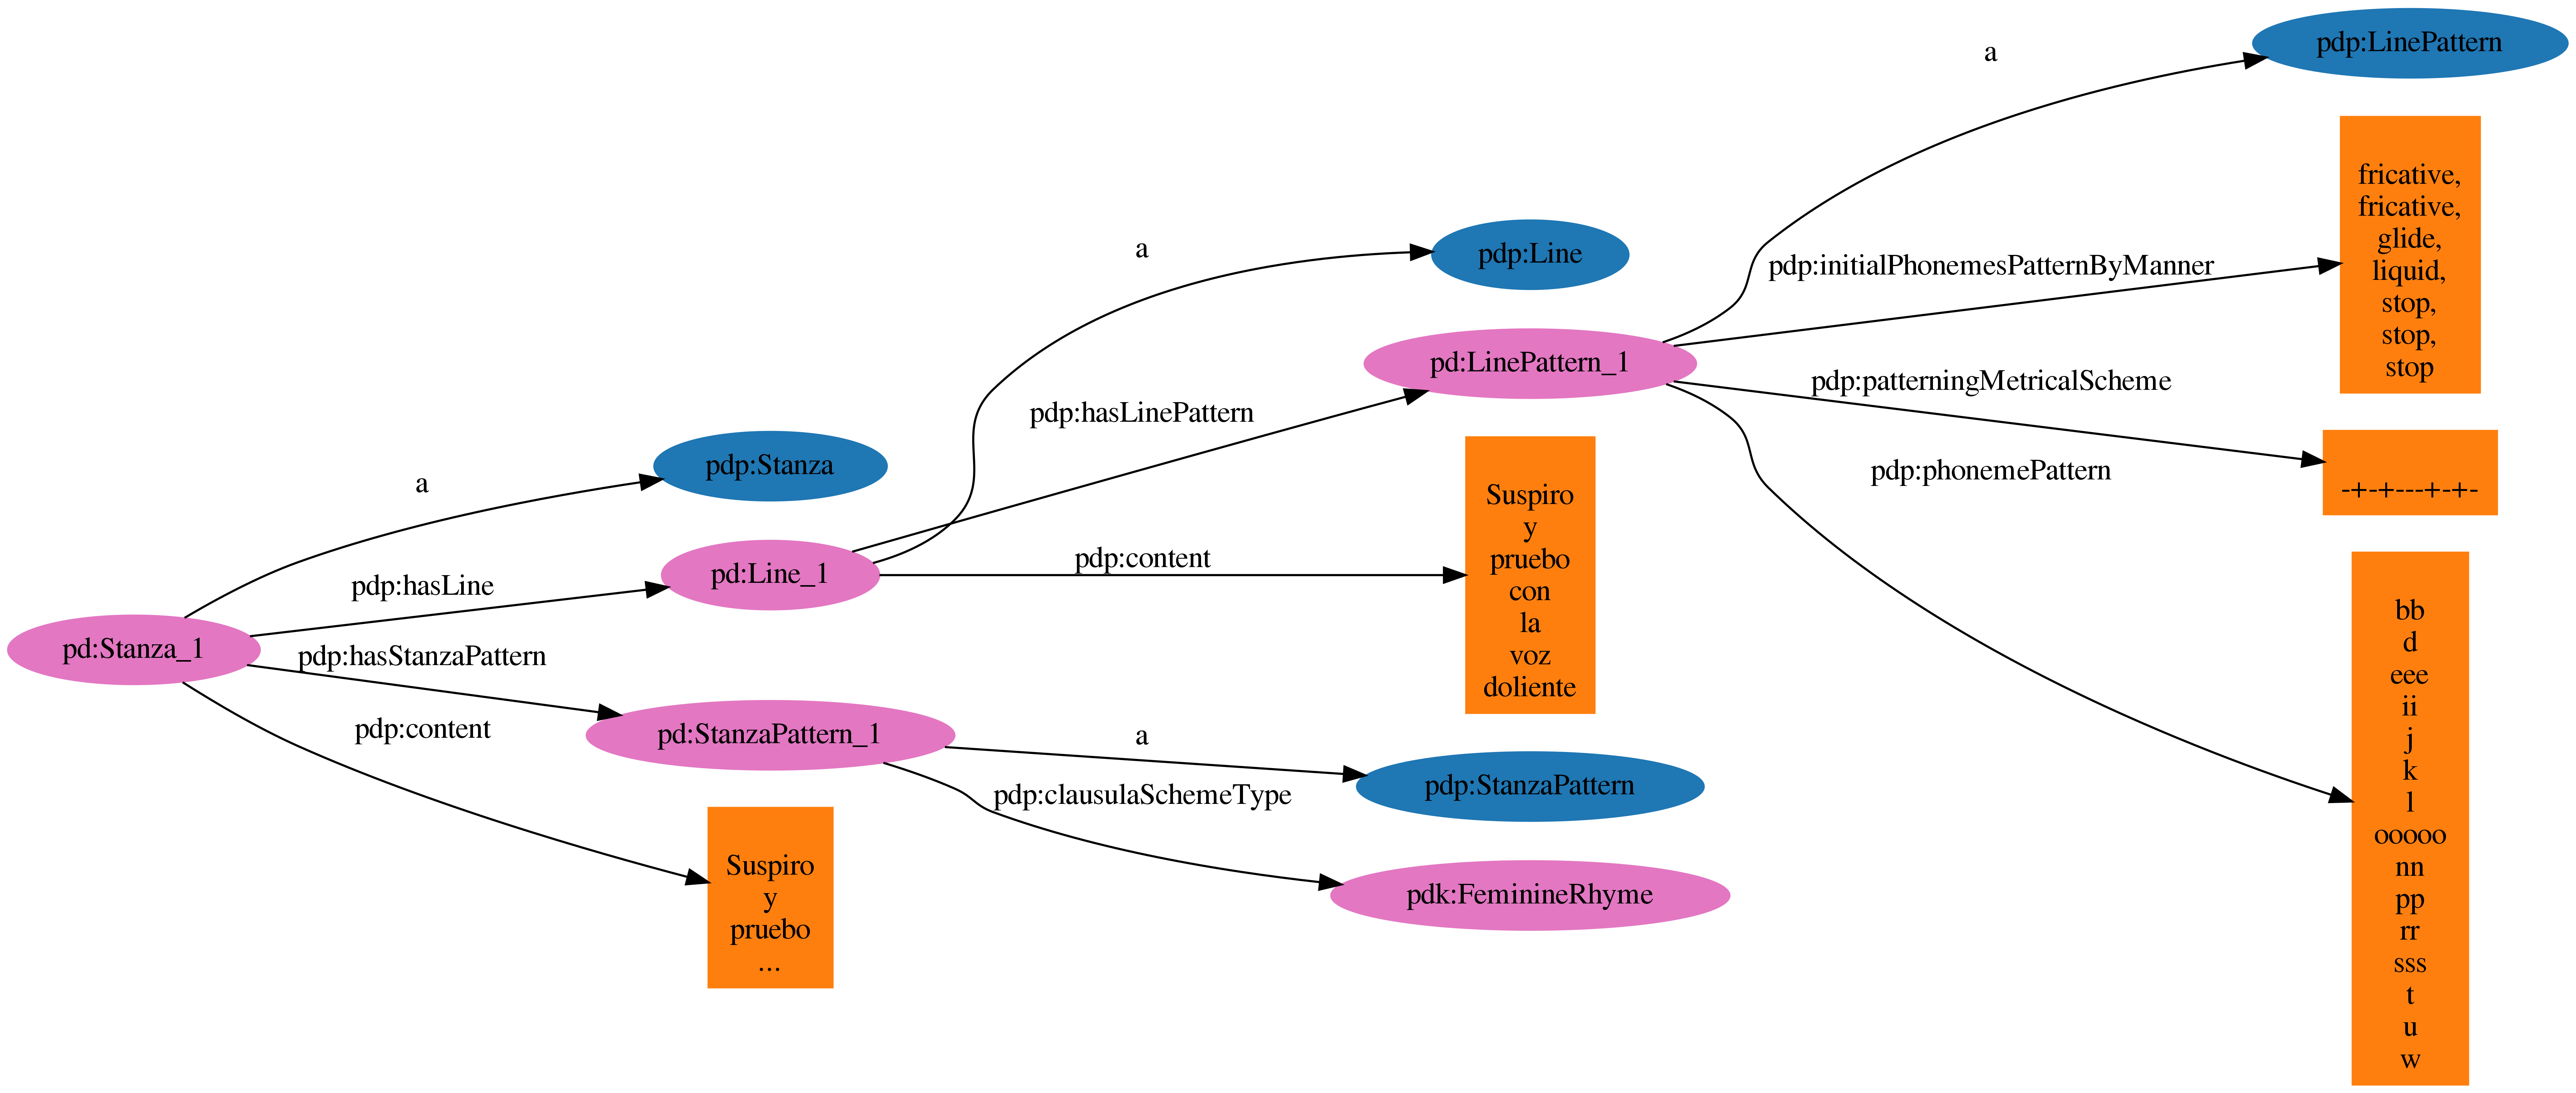 pd:Stanza_1
a
pdp:hasLine
pdp:hasStanzaPattern
pdp:content
pdp:Stanza
pd:Line_1
pd:StanzaPattern_1
Suspiro
y
pruebo
...
a
pdp:hasLinePattern
pdp:content
a
pdp:clausulaSchemeType
pdp:Line
pd:LinePattern_1
Suspiro
y
pruebo
con
la
voz
doliente
pdp:StanzaPattern
pdk:FeminineRhyme
a
pdp:initialPhonemesPatternByManner
pdp:patterningMetricalScheme
pdp:phonemePattern
pdp:LinePattern
fricative,
fricative,
glide,
liquid,
stop,
stop,
stop
-+-+---+-+-
bb
d
eee
ii
j
k
l
ooooo
nn
pp
rr
sss
t
u
w